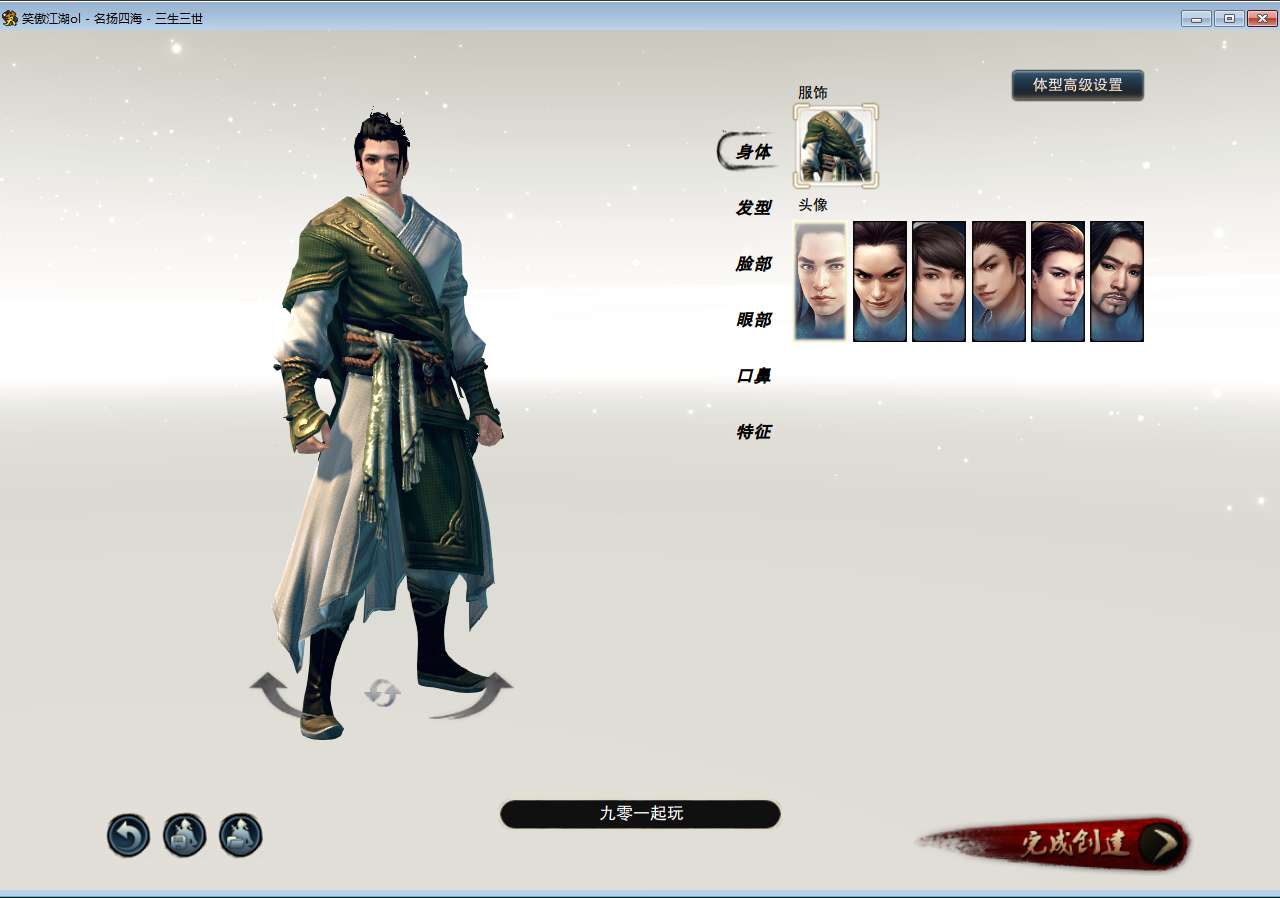 笑傲江湖ol - 名扬四海 - 三生三世
体型高级设置
服饰
身体
发型
头像
脸部
眼部
口鼻
特征
九零一起玩
完成创建